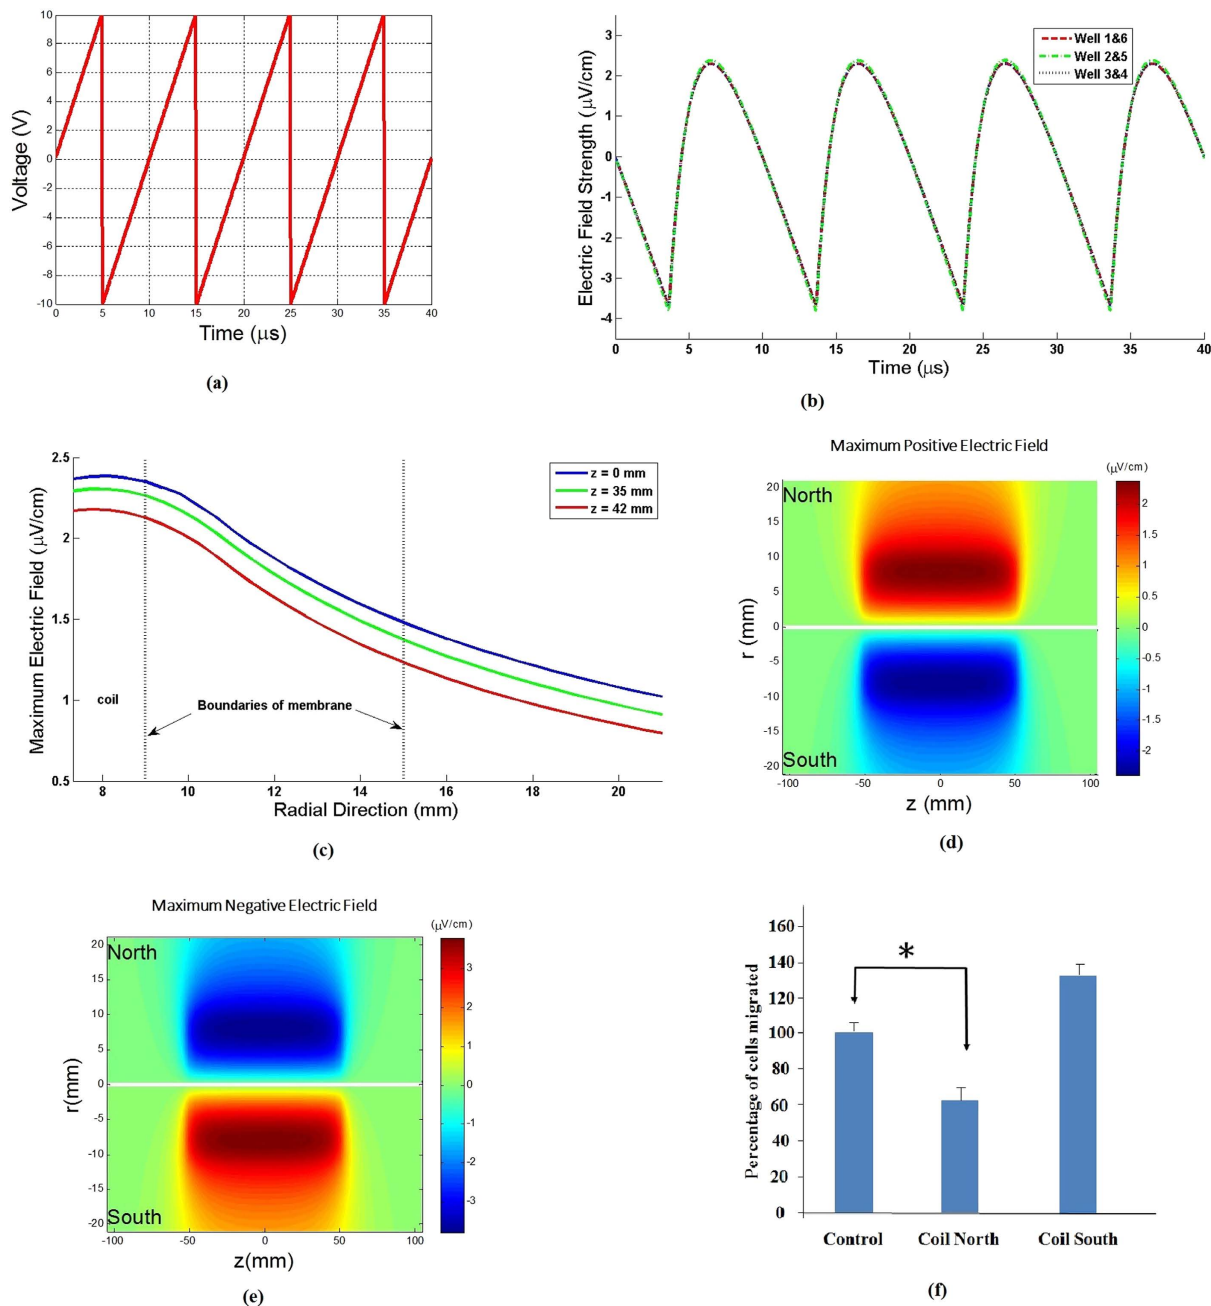 10
8
6
4
2
0
-2
-4
-6
-8
-10
Voltage (V)
0 5 10 15 20 25 30 35 40
Time (μs)
(a)
Well 1&6
Well 2&5
Well 3&4
3
2
1
0
-1
-2
-3
-4
Electric Field Strength (μV/cm)
0 5 10 15 20 25 30 35 40
Time (μs)
(b)
2.5
2
1.5
1
0.5
Maximum Electric Field (μV/cm)
z = 0 mm
z = 35 mm
z = 42 mm
coil
Boundaries of membrane
8 10 12 14 16 18 20
Radial Direction (mm)
(c)
Maximum Positive Electric Field
(μV/cm)
North
South
20
15
10
5
0
-5
-10
-15
-20
r (mm)
-100 -50 0 50 100
z (mm)
2
1.5
1
0.5
0
-0.5
-1
-1.5
-2
(d)
Maximum Negative Electric Field
(μV/cm)
North
South
20
15
10
5
0
-5
-10
-15
-20
r(mm)
-100 -50 0 50 100
z(mm)
3
2
1
0
-1
-2
-3
(e)
160
140
120
100
80
60
40
20
0
Percentage of cells migrated
*
Control Coil North Coil South
(f)